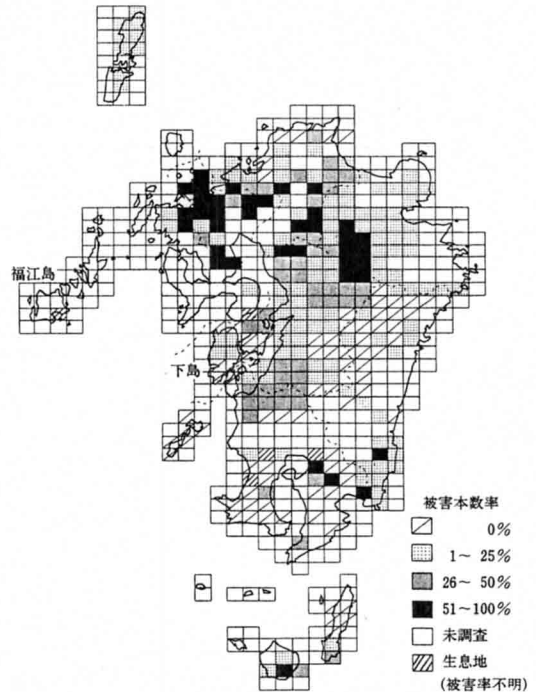 福江島
下島
被害本数率
0%
1~ 25%
26~ 50%
51~100%
未調査
生息地
(被害率不明)